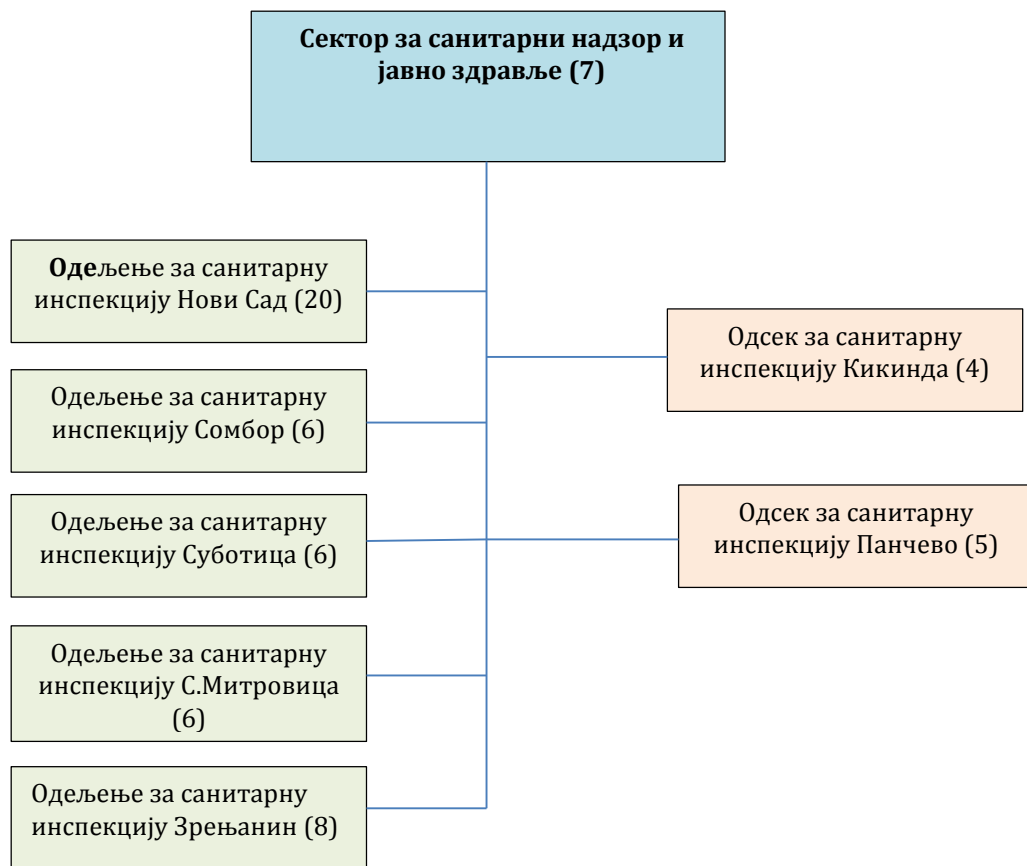 Сектор за санитарни надзор и
јавно здравље (7)
Одељење за санитарну
инспекцију Нови Сад (20)
Одсек за санитарну
инспекцију Кикинда (4)
Одељење за санитарну
инспекцију Сомбор (6)
Одељење за санитарну
инспекцију Суботица (6)
Одсек за санитарну
инспекцију Панчево (5)
Одељење за санитарну
инспекцију С.Митровица
(6)
Одељење за санитарну
инспекцију Зрењанин (8)